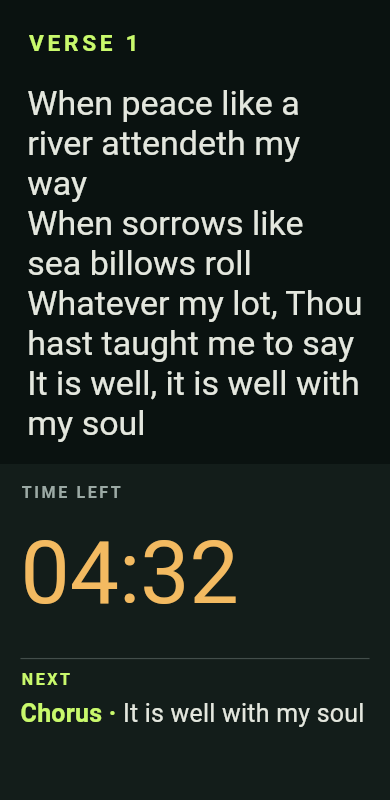 VERSE 1
When peace like a
river attendeth my
way
When sorrows like
sea billows roll
Whatever my lot, Thou
hast taught me to say
It is well, it is well with
my soul
TIME LEFT
04:32
NEXT
Chorus · It is well with my soul